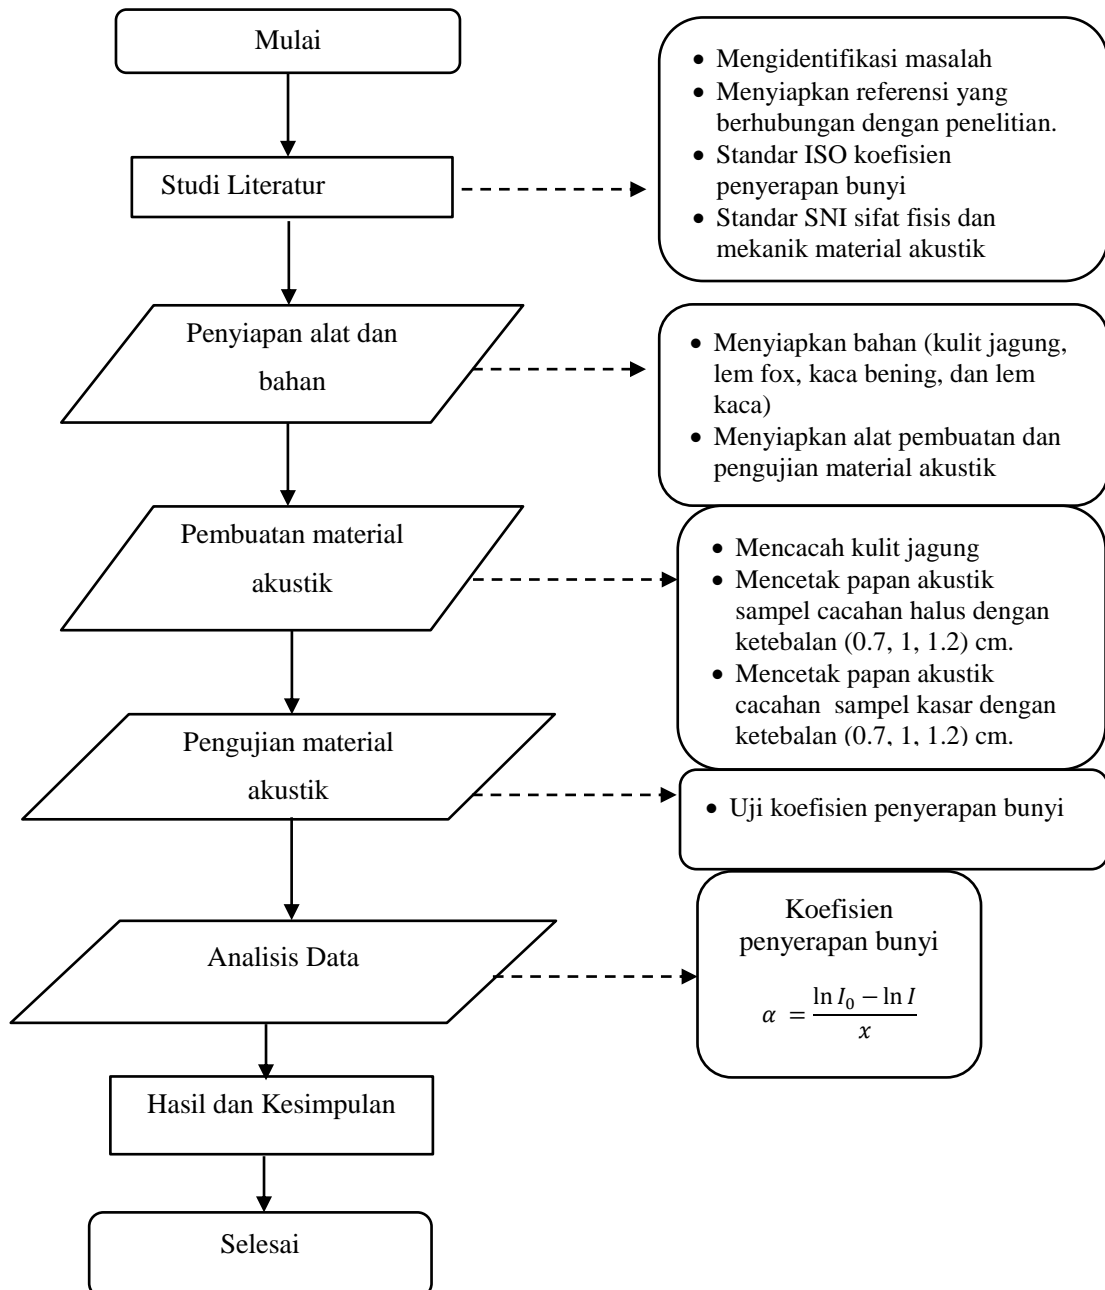 Mulai
• Mengidentifikasi masalah
• Menyiapkan referensi yang
berhubungan dengan penelitian.
• Standar ISO koefisien
penyerapan bunyi
• Standar SNI sifat fisis dan
mekanik material akustik
Studi Literatur
Penyiapan alat dan
bahan
• Menyiapkan bahan (kulit jagung,
lem fox, kaca bening, dan lem
kaca)
• Menyiapkan alat pembuatan dan
pengujian material akustik
Pembuatan material
akustik
• Mencacah kulit jagung
• Mencetak papan akustik
sampel cacahan halus dengan
ketebalan (0.7, 1, 1.2) cm.
• Mencetak papan akustik
cacahan sampel kasar dengan
ketebalan (0.7, 1, 1.2) cm.
Pengujian material
akustik
• Uji koefisien penyerapan bunyi
Analisis Data
Koefisien
penyerapan bunyi
α = (ln I₀ − ln I) / x
Hasil dan Kesimpulan
Selesai